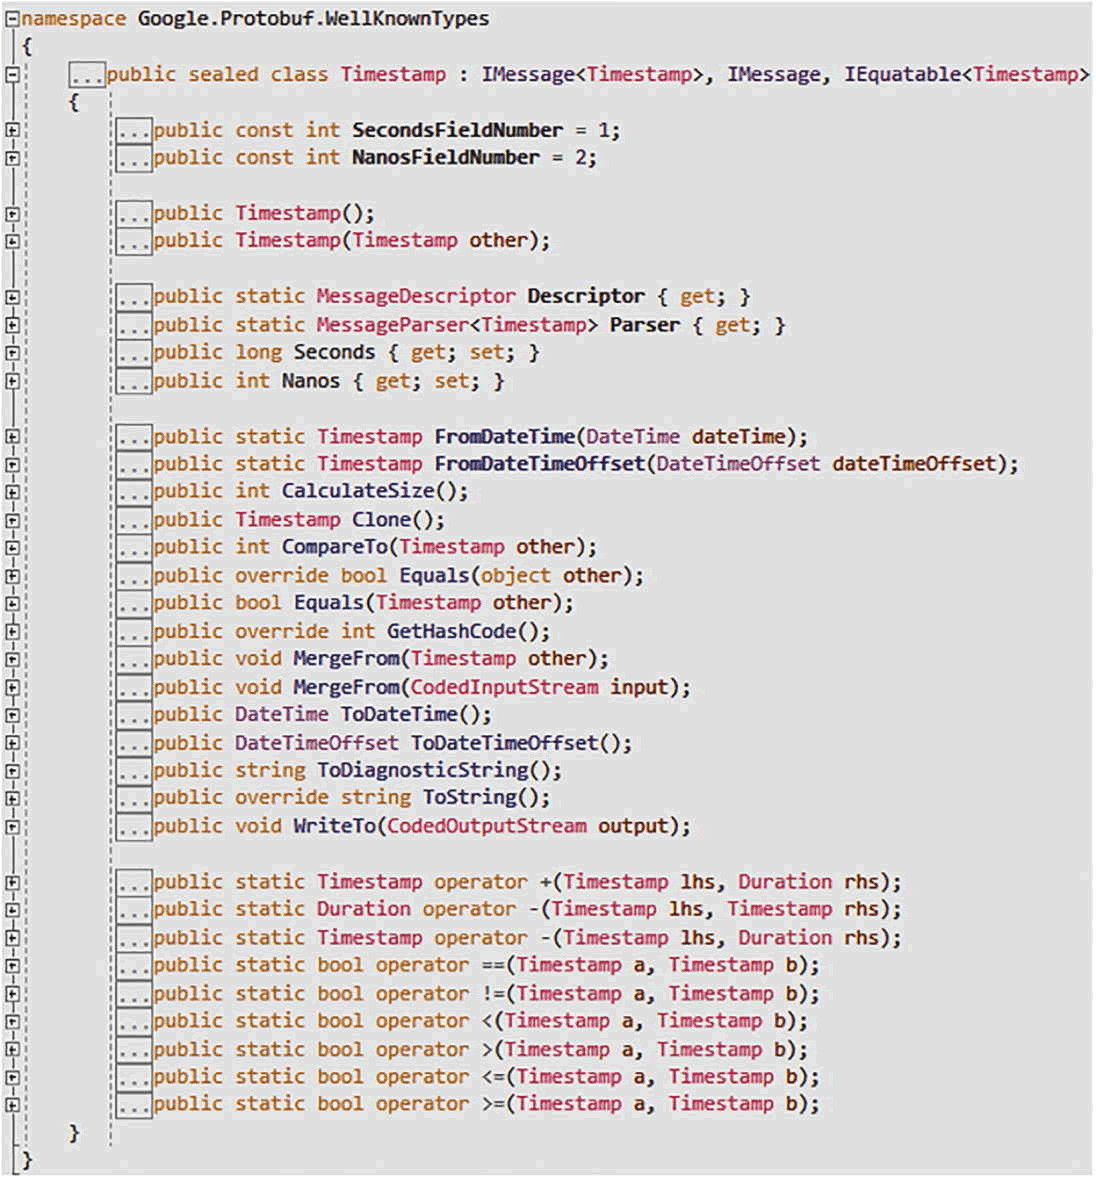 namespace Google.Protobuf.WellKnownTypes
{
...public sealed class Timestamp : IMessage<Timestamp>, IMessage, IEquatable<Timestamp>
{
...public const int SecondsFieldNumber = 1;
...public const int NanosFieldNumber = 2;
...public Timestamp();
...public Timestamp(Timestamp other);
...public static MessageDescriptor Descriptor { get; }
...public static MessageParser<Timestamp> Parser { get; }
...public long Seconds { get; set; }
...public int Nanos { get; set; }
...public static Timestamp FromDateTime(DateTime dateTime);
...public static Timestamp FromDateTimeOffset(DateTimeOffset dateTimeOffset);
...public int CalculateSize();
...public Timestamp Clone();
...public int CompareTo(Timestamp other);
...public override bool Equals(object other);
...public bool Equals(Timestamp other);
...public override int GetHashCode();
...public void MergeFrom(Timestamp other);
...public void MergeFrom(CodedInputStream input);
...public DateTime ToDateTime();
...public DateTimeOffset ToDateTimeOffset();
...public string ToDiagnosticString();
...public override string ToString();
...public void WriteTo(CodedOutputStream output);
...public static Timestamp operator +(Timestamp lhs, Duration rhs);
...public static Duration operator -(Timestamp lhs, Timestamp rhs);
...public static Timestamp operator -(Timestamp lhs, Duration rhs);
...public static bool operator ==(Timestamp a, Timestamp b);
...public static bool operator !=(Timestamp a, Timestamp b);
...public static bool operator <(Timestamp a, Timestamp b);
...public static bool operator >(Timestamp a, Timestamp b);
...public static bool operator <=(Timestamp a, Timestamp b);
...public static bool operator >=(Timestamp a, Timestamp b);
}
}